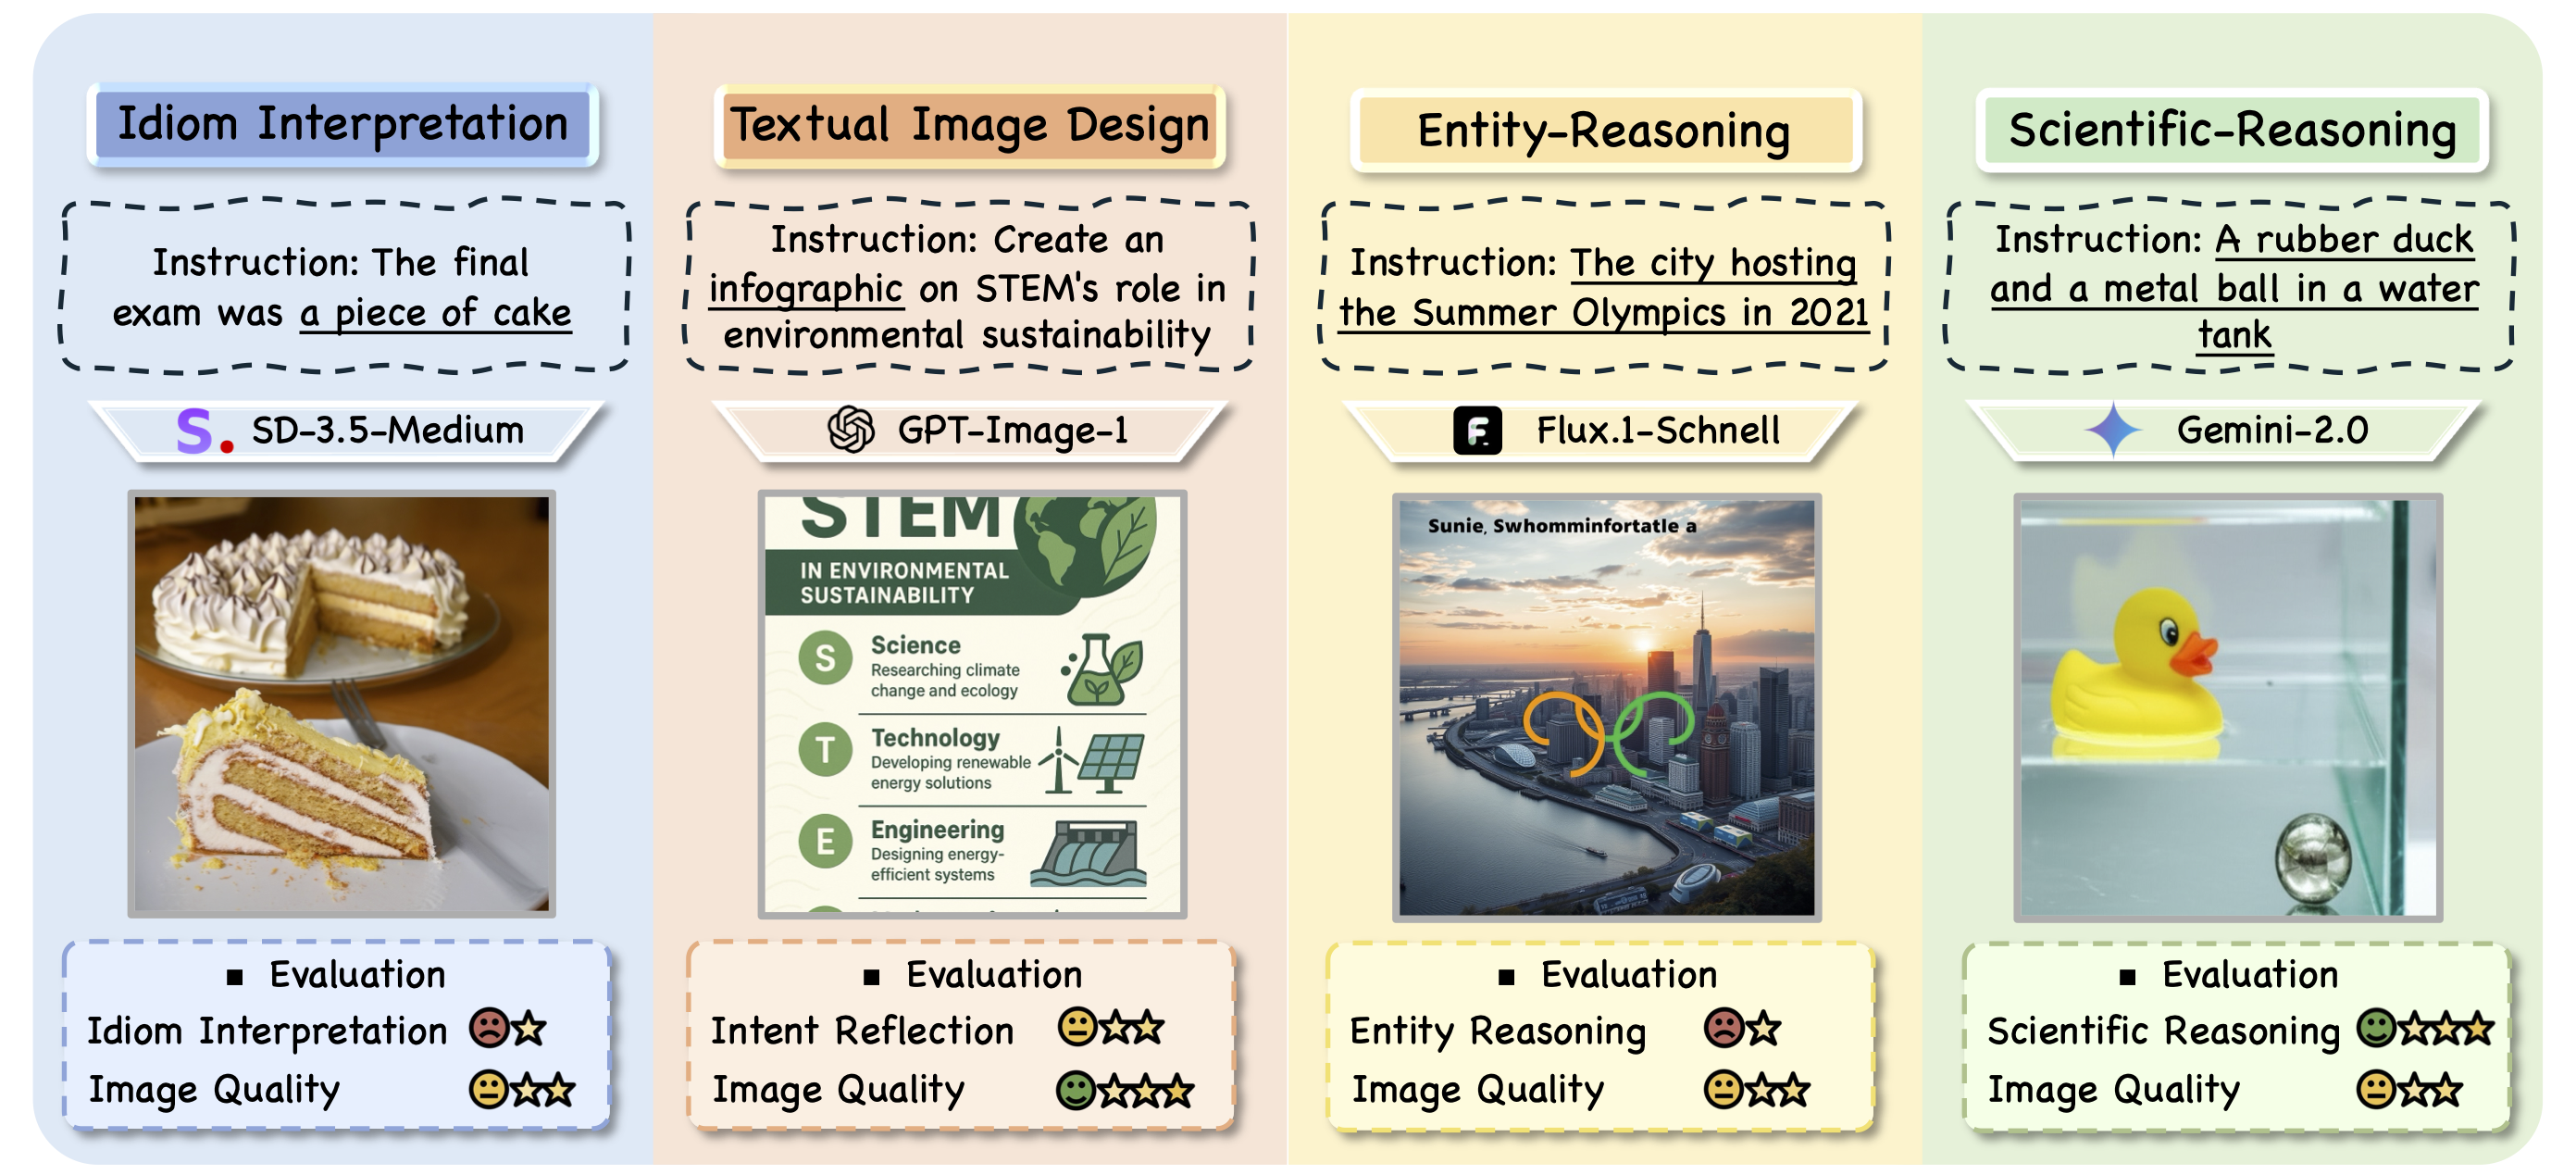 Idiom Interpretation
Instruction: The final
exam was a piece of cake
S. SD-3.5-Medium
▪ Evaluation
Idiom Interpretation
Image Quality
Textual Image Design
Instruction: Create an
infographic on STEM's role in
environmental sustainability
GPT-Image-1
STEM
IN ENVIRONMENTAL
SUSTAINABILITY
S
Science
Researching climate
change and ecology
T
Technology
Developing renewable
energy solutions
E
Engineering
Designing energy-
efficient systems
▪ Evaluation
Intent Reflection
Image Quality
Entity-Reasoning
Instruction: The city hosting
the Summer Olympics in 2021
F. Flux.1-Schnell
Sunie, Swhomminfortatle a
▪ Evaluation
Entity Reasoning
Image Quality
Scientific-Reasoning
Instruction: A rubber duck
and a metal ball in a water
tank
Gemini-2.0
▪ Evaluation
Scientific Reasoning
Image Quality